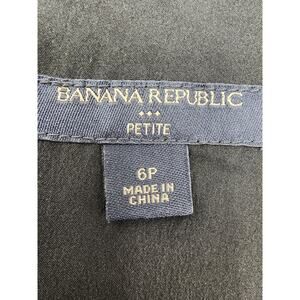 BANANA REPUBLIC
PETITE
6P
MADE IN
CHINA